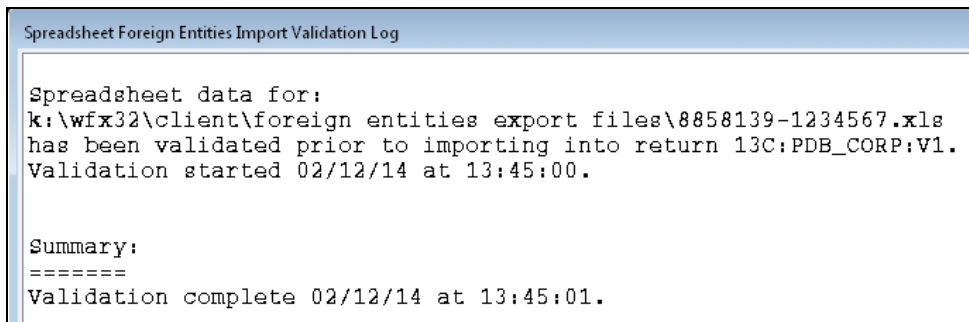 Spreadsheet Foreign Entities Import Validation Log
Spreadsheet data for:
k:\wfx32\client\foreign entities export files\8858139-1234567.xls
has been validated prior to importing into return 13C:PDB_CORP:V1.
Validation started 02/12/14 at 13:45:00.
Summary:
=======
Validation complete 02/12/14 at 13:45:01.